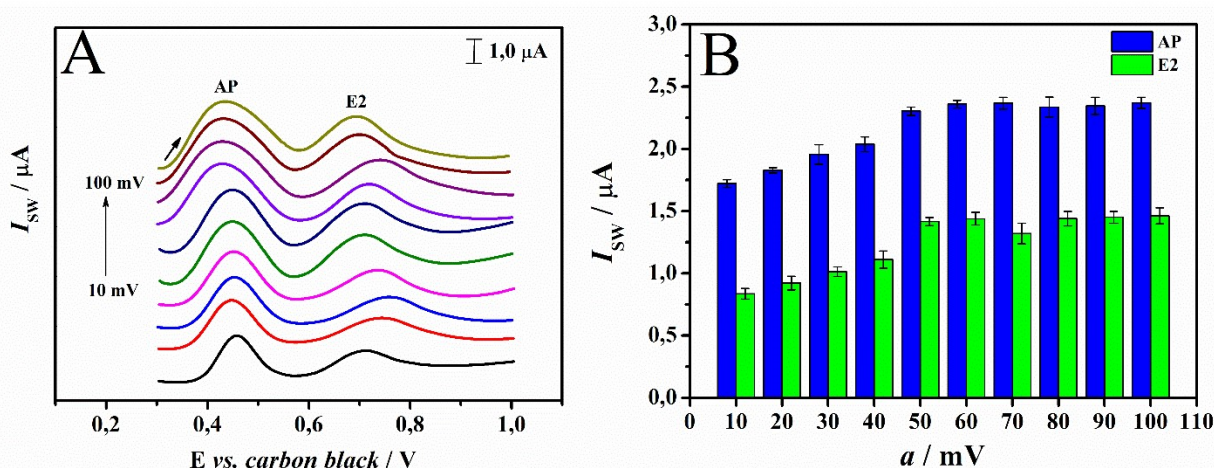 A
1,0 μA
AP
E2
100 mV
10 mV
I_SW / μA
0,2 0,4 0,6 0,8 1,0
E vs. carbon black / V
B
AP
E2
I_SW / μA
3,0
2,5
2,0
1,5
1,0
0,5
0,0
0 10 20 30 40 50 60 70 80 90 100 110
a / mV